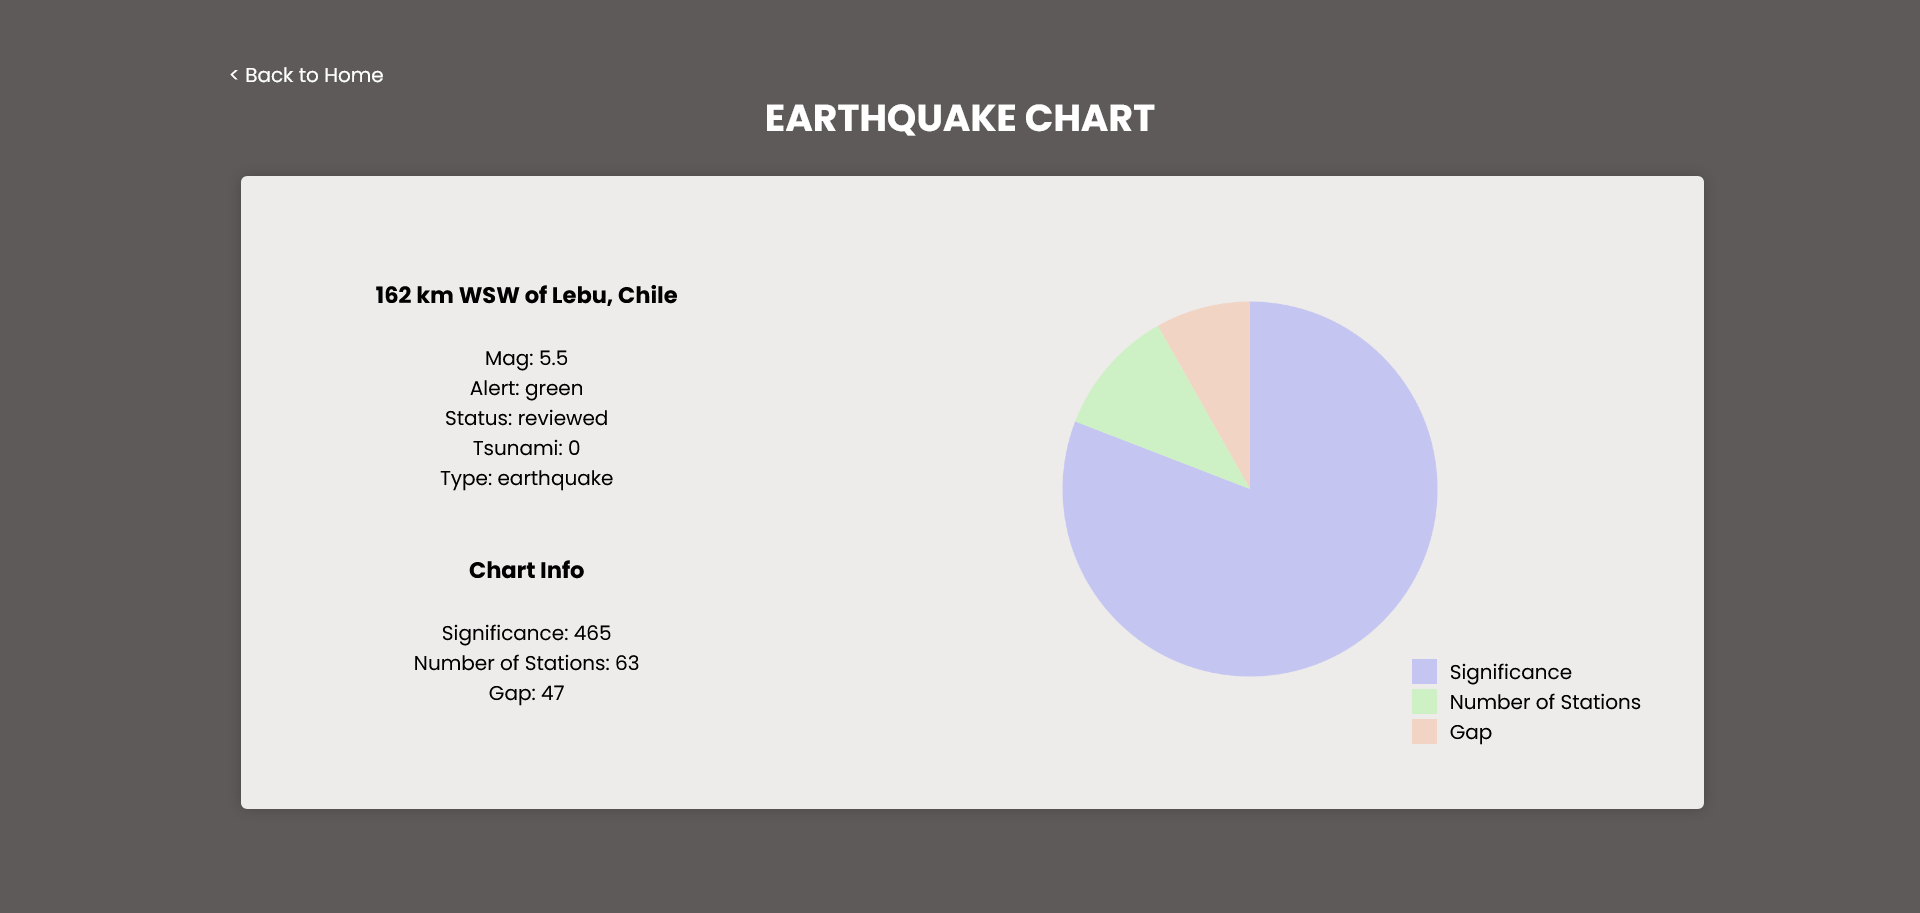 < Back to Home
EARTHQUAKE CHART
162 km WSW of Lebu, Chile
Mag: 5.5
Alert: green
Status: reviewed
Tsunami: 0
Type: earthquake
Chart Info
Significance: 465
Number of Stations: 63
Gap: 47
Significance
Number of Stations
Gap